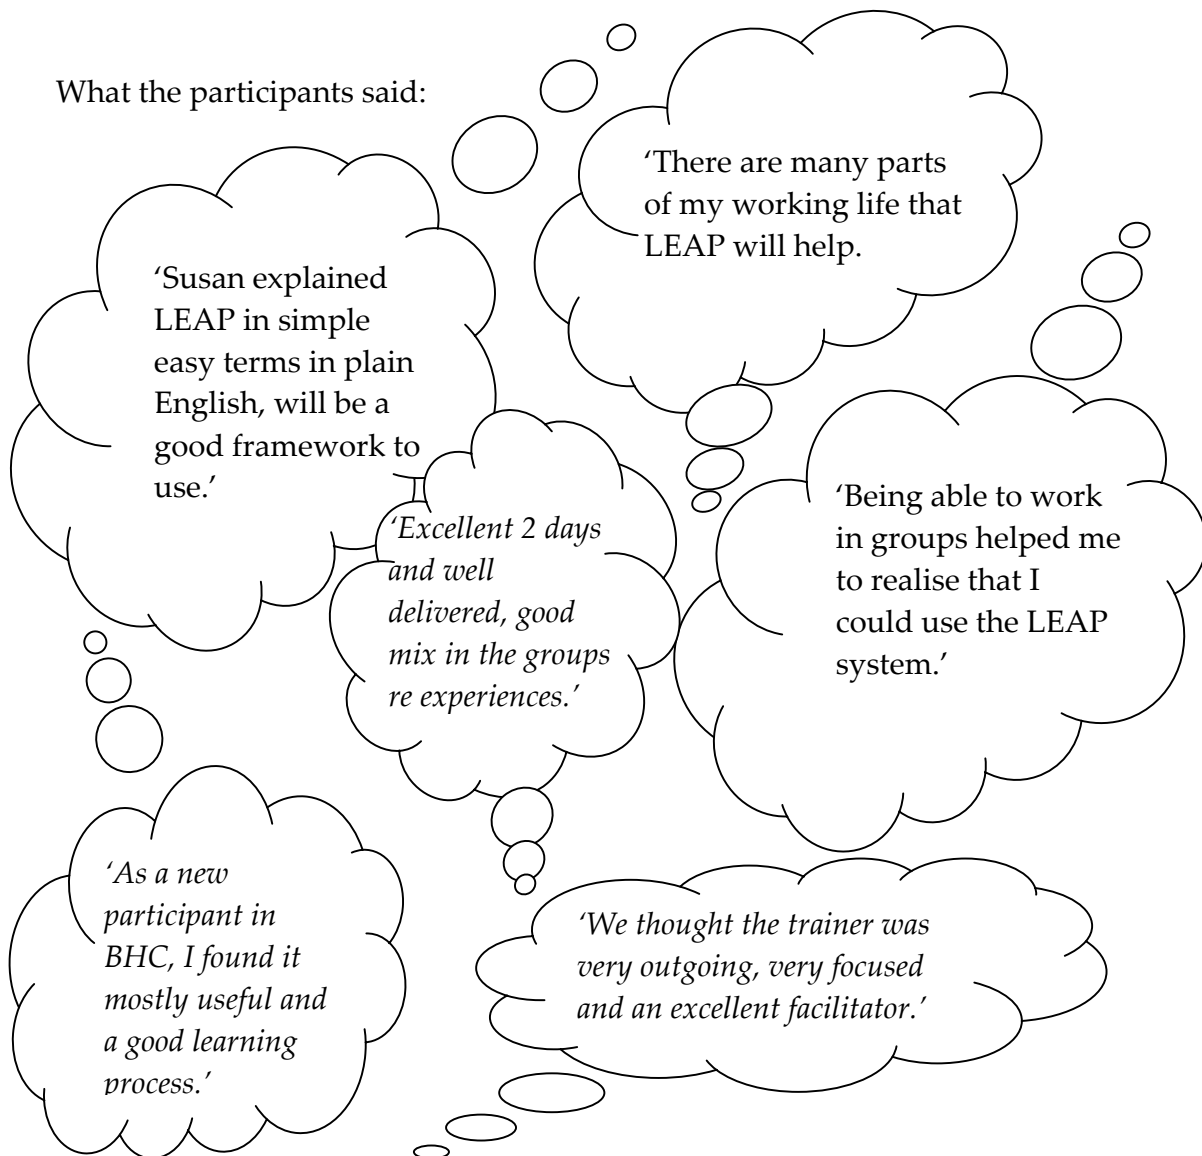 What the participants said:
‘There are many parts
of my working life that
LEAP will help.
‘Susan explained
LEAP in simple
easy terms in plain
English, will be a
good framework to
use.’
‘Excellent 2 days
and well
delivered, good
mix in the groups
re experiences.’
‘Being able to work
in groups helped me
to realise that I
could use the LEAP
system.’
‘As a new
participant in
BHC, I found it
mostly useful and
a good learning
process.’
‘We thought the trainer was
very outgoing, very focused
and an excellent facilitator.’